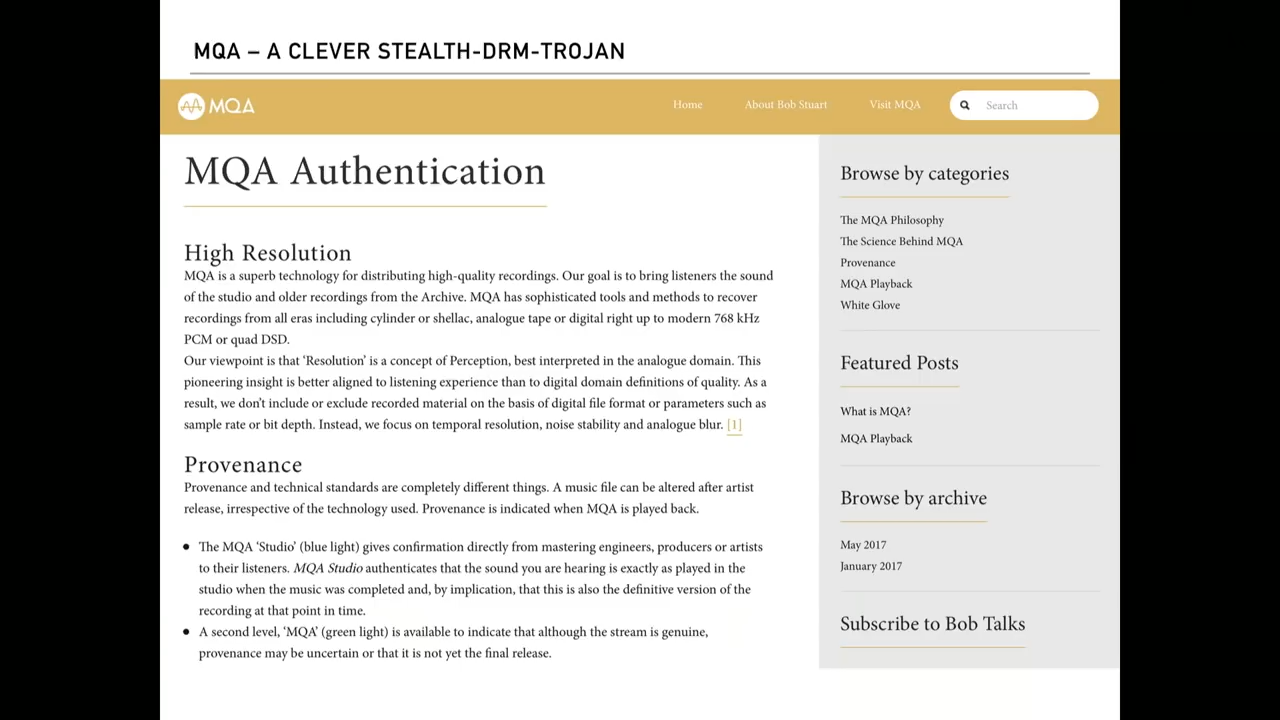 MQA – A CLEVER STEALTH-DRM-TROJAN
MQA
Home
About Bob Stuart
Visit MQA
Search
MQA Authentication
High Resolution
MQA is a superb technology for distributing high-quality recordings. Our goal is to bring listeners the sound
of the studio and older recordings from the Archive. MQA has sophisticated tools and methods to recover
recordings from all eras including cylinder or shellac, analogue tape or digital right up to modern 768 kHz
PCM or quad DSD.
Our viewpoint is that ‘Resolution’ is a concept of Perception, best interpreted in the analogue domain. This
pioneering insight is better aligned to listening experience than to digital domain definitions of quality. As a
result, we don’t include or exclude recorded material on the basis of digital file format or parameters such as
sample rate or bit depth. Instead, we focus on temporal resolution, noise stability and analogue blur. [1]
Provenance
Provenance and technical standards are completely different things. A music file can be altered after artist
release, irrespective of the technology used. Provenance is indicated when MQA is played back.
● The MQA ‘Studio’ (blue light) gives confirmation directly from mastering engineers, producers or artists
to their listeners. MQA Studio authenticates that the sound you are hearing is exactly as played in the
studio when the music was completed and, by implication, that this is also the definitive version of the
recording at that point in time.
● A second level, ‘MQA’ (green light) is available to indicate that although the stream is genuine,
provenance may be uncertain or that it is not yet the final release.
Browse by categories
The MQA Philosophy
The Science Behind MQA
Provenance
MQA Playback
White Glove
Featured Posts
What is MQA?
MQA Playback
Browse by archive
May 2017
January 2017
Subscribe to Bob Talks